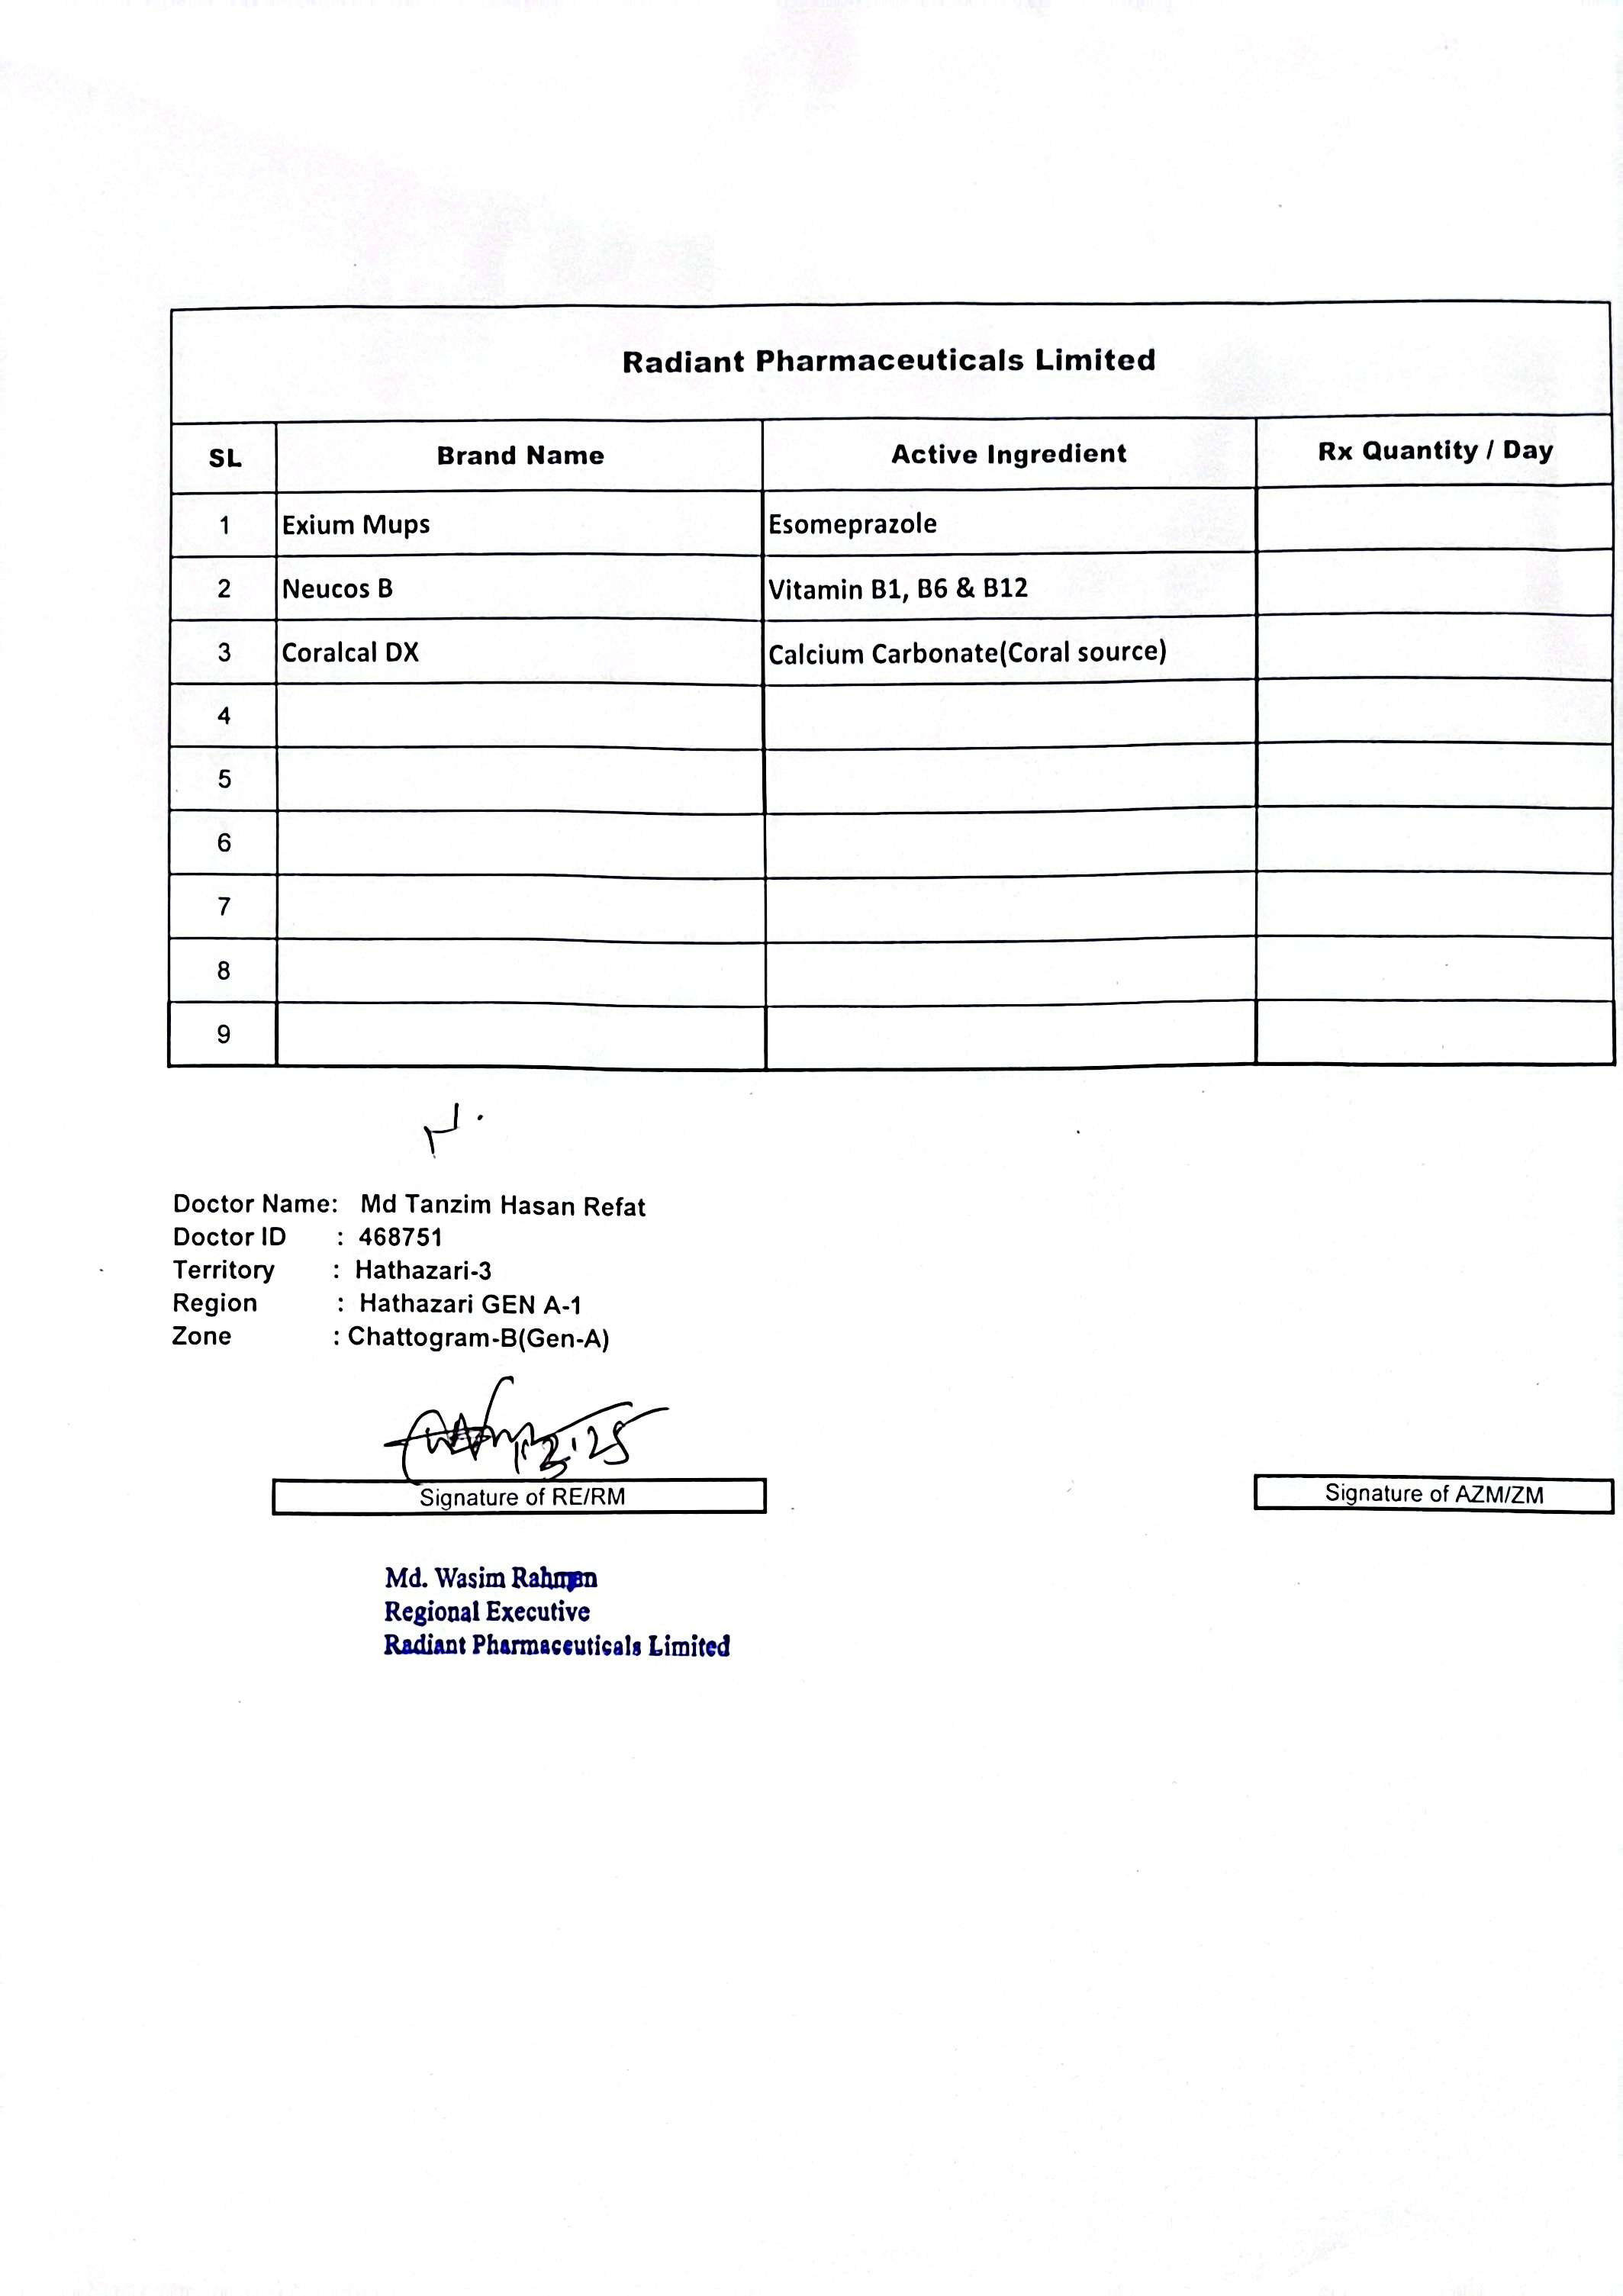 Radiant Pharmaceuticals Limited
SL Brand Name Active Ingredient Rx Quantity / Day
1 Exium Mups Esomeprazole
2 Neucos B Vitamin B1, B6 & B12
3 Coralcal DX Calcium Carbonate(Coral source)
4
5
6
7
8
9
Doctor Name: Md Tanzim Hasan Refat
Doctor ID : 468751
Territory : Hathazari-3
Region : Hathazari GEN A-1
Zone : Chattogram-B(Gen-A)
Signature of RE/RM Signature of AZM/ZM
Md. Wasim Rahman
Regional Executive
Radiant Pharmaceuticals Limited